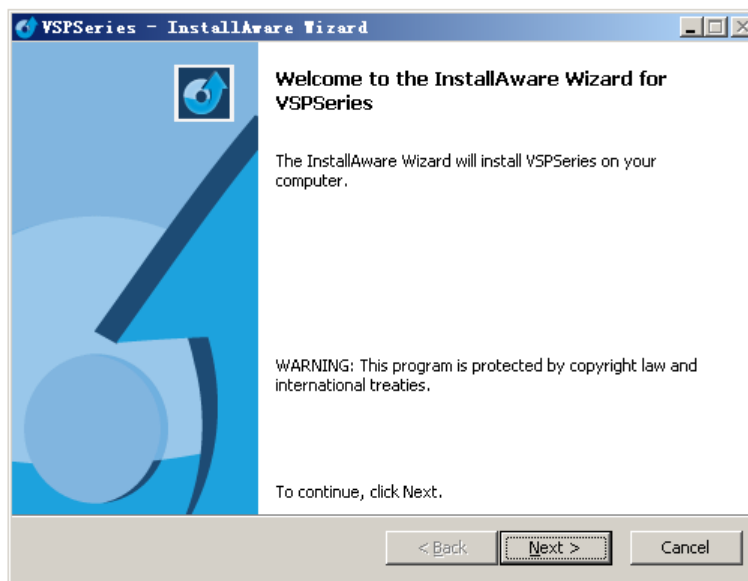 VSPSeries - InstallAware Wizard
Welcome to the InstallAware Wizard for
VSPSeries
The InstallAware Wizard will install VSPSeries on your
computer.
WARNING: This program is protected by copyright law and
international treaties.
To continue, click Next.
< Back
Next >
Cancel